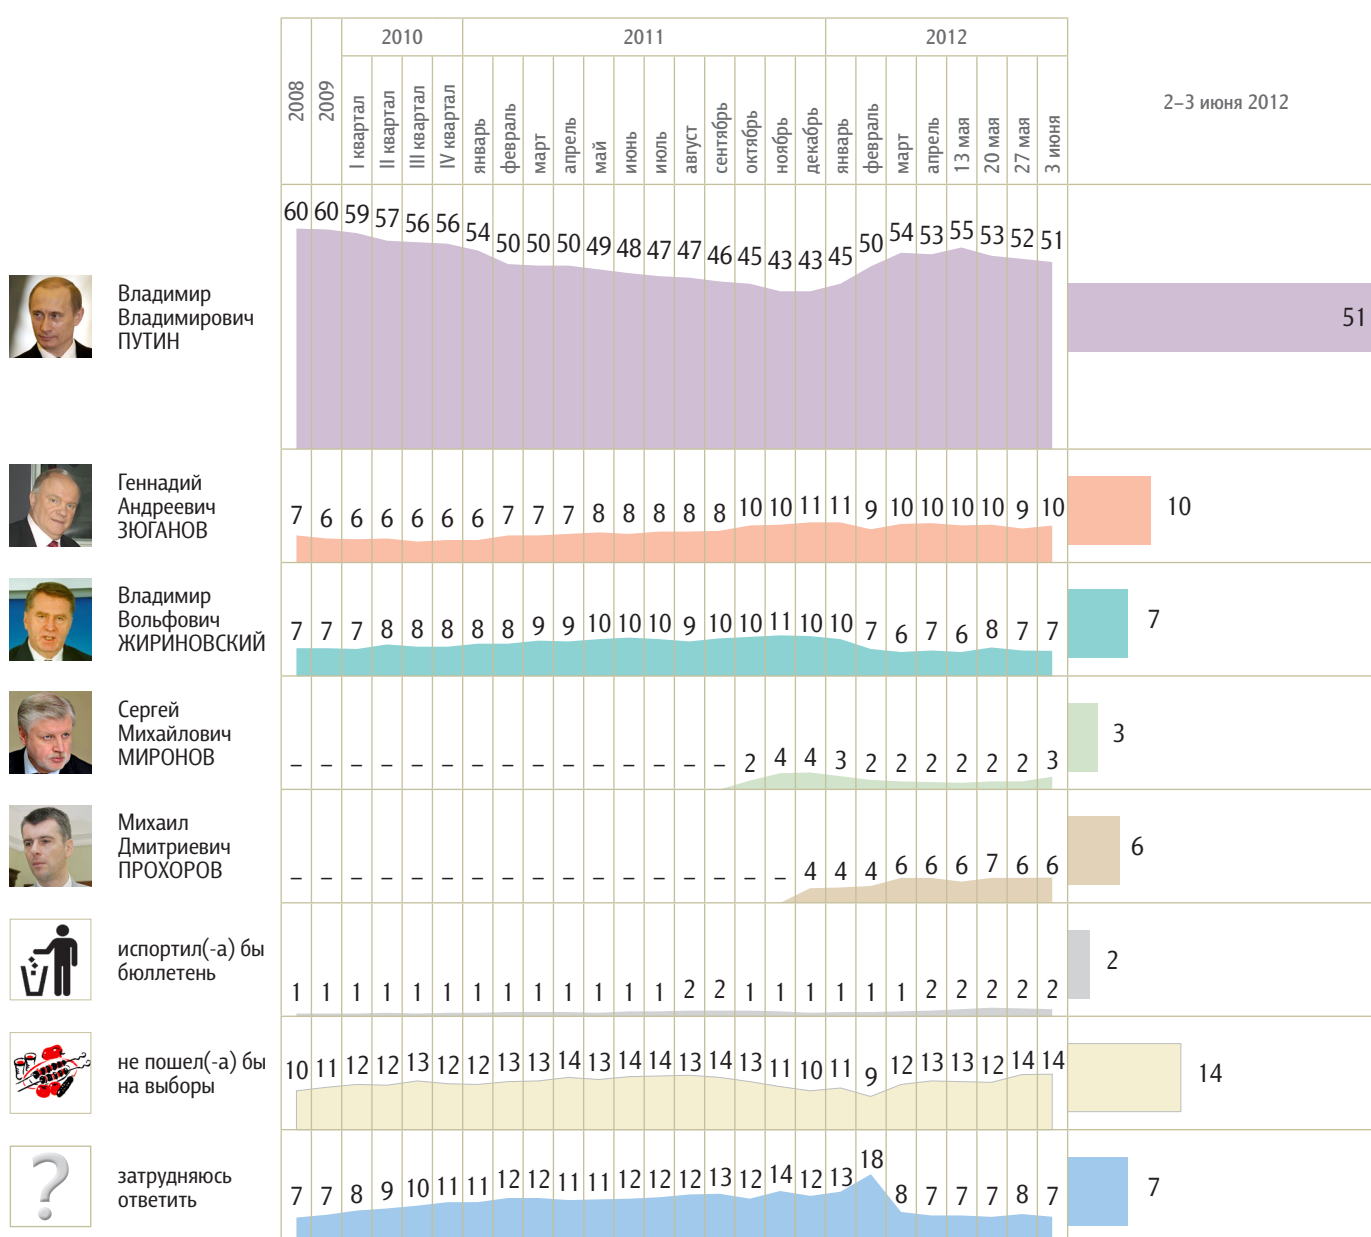 2010 2011 2012
2008 2009 I квартал II квартал III квартал IV квартал январь февраль март апрель май июнь июль август сентябрь октябрь ноябрь декабрь январь февраль март апрель 13 мая 20 мая 27 мая 3 июня
2–3 июня 2012
60 60 59 57 56 56 54 50 50 50 49 48 47 47 46 45 43 43 45 50 54 53 55 53 52 51
Владимир
Владимирович
ПУТИН
51
Геннадий
Андреевич
ЗЮГАНОВ
7 6 6 6 6 6 6 7 7 7 8 8 8 8 8 10 10 11 11 9 10 10 10 10 9 10
10
Владимир
Вольфович
ЖИРИНОВСКИЙ
7 7 7 8 8 8 8 8 9 9 10 10 10 9 10 10 11 10 10 7 6 7 6 8 7 7
7
Сергей
Михайлович
МИРОНОВ
– – – – – – – – – – – – – – – 2 4 4 3 2 2 2 2 2 2 3
3
Михаил
Дмитриевич
ПРОХОРОВ
– – – – – – – – – – – – – – – – – 4 4 4 6 6 6 7 6 6
6
испортил(-а) бы
бюллетень
1 1 1 1 1 1 1 1 1 1 1 1 1 2 2 1 1 1 1 1 1 2 2 2 2 2
2
не пошел(-а) бы
на выборы
10 11 12 12 13 12 12 13 13 14 13 14 14 13 14 13 11 10 11 9 12 13 13 12 14 14
14
?
затрудняюсь
ответить
7 7 8 9 10 11 11 12 12 11 11 12 12 12 13 12 14 12 13 18 8 7 7 7 8 7
7